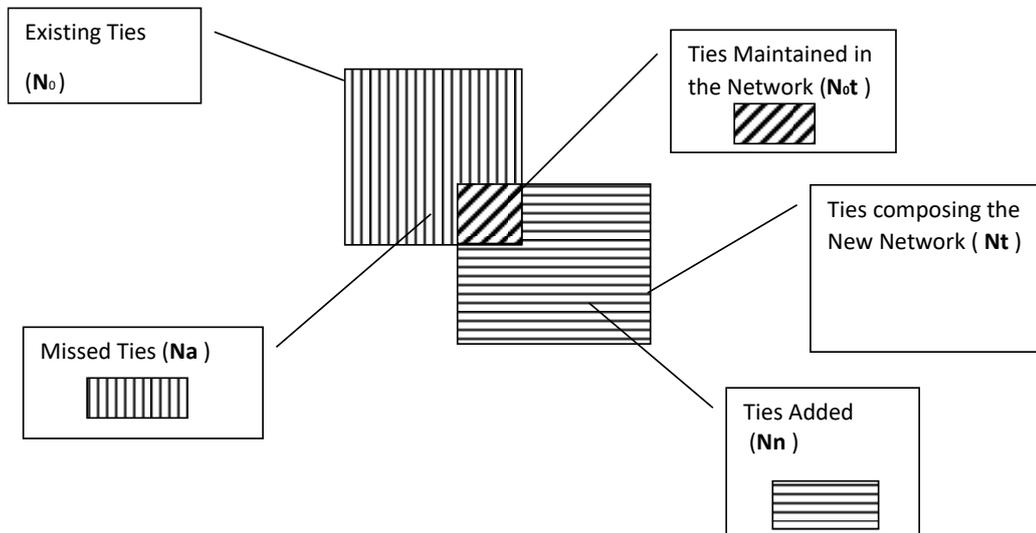 Existing Ties
(N₀)
Ties Maintained in
the Network (N₀t )
Ties composing the
New Network ( Nt )
Missed Ties (Na )
Ties Added
(Nn )